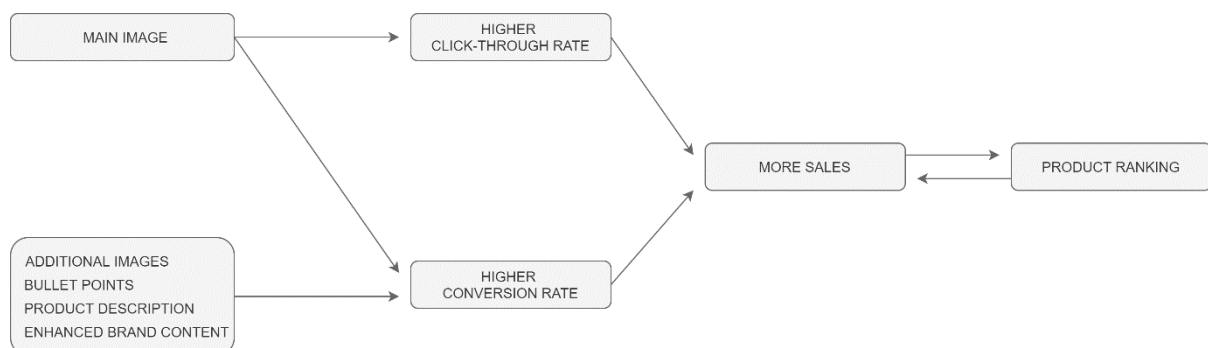 MAIN IMAGE
HIGHER
CLICK-THROUGH RATE
MORE SALES
PRODUCT RANKING
ADDITIONAL IMAGES
BULLET POINTS
PRODUCT DESCRIPTION
ENHANCED BRAND CONTENT
HIGHER
CONVERSION RATE